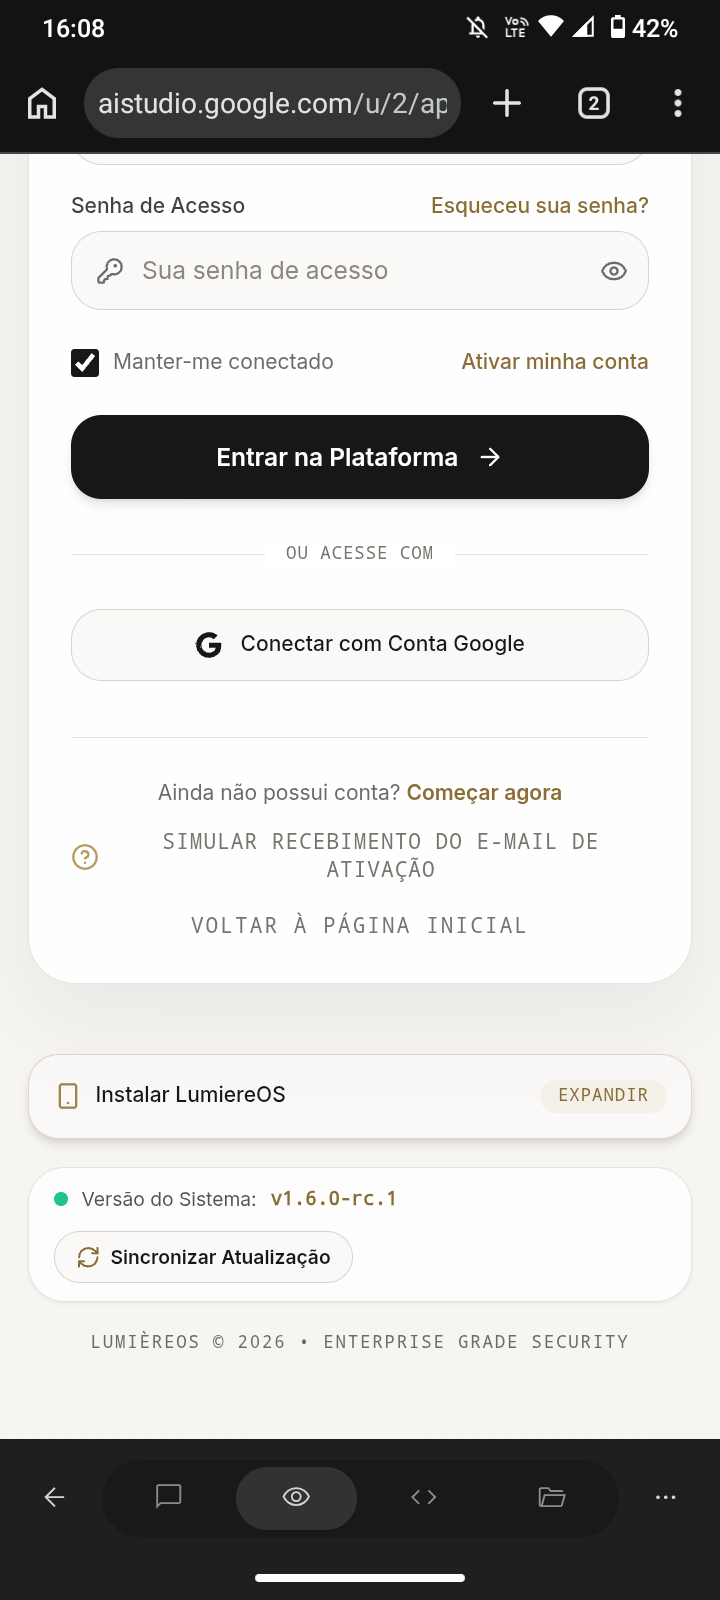 16:08
Vo LTE
42%
aistudio.google.com/u/2/ap
2
Senha de Acesso
Esqueceu sua senha?
Sua senha de acesso
Manter-me conectado
Ativar minha conta
Entrar na Plataforma
OU ACESSE COM
G Conectar com Conta Google
Ainda não possui conta? Começar agora
? SIMULAR RECEBIMENTO DO E-MAIL DE
ATIVAÇÃO
VOLTAR À PÁGINA INICIAL
Instalar LumiereOS
EXPANDIR
Versão do Sistema: v1.6.0-rc.1
Sincronizar Atualização
LUMIÈREOS © 2026 • ENTERPRISE GRADE SECURITY